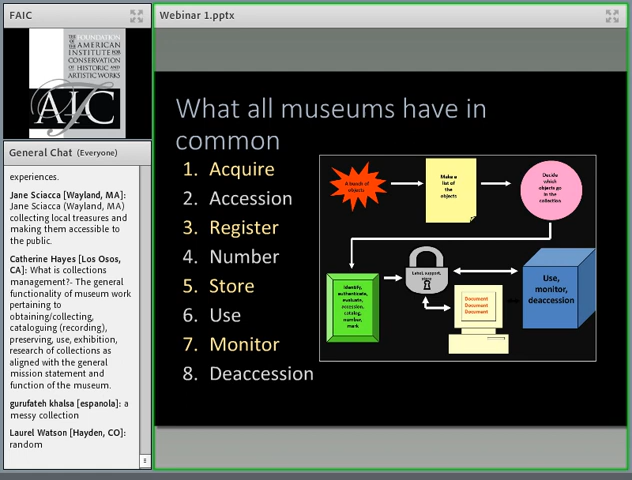 FAIC
THE FOUNDATION
OF THE AMERICAN
INSTITUTE FOR
CONSERVATION
OF HISTORIC AND
ARTISTIC WORKS
AIC
General Chat (Everyone)
experiences.
Jane Sciacca [Wayland, MA]:
Jane Sciacca (Wayland, MA)
collecting local treasures and
making them accessible to
the public.
Catherine Hayes [Los Osos,
CA]: What is collections
management?- The general
functionality of museum work
pertaining to
obtaining/collecting,
cataloguing (recording),
preserving, use, exhibition,
research of collections as
aligned with the general
mission statement and
function of the museum.
gurufateh khalsa [espanola]: a
messy collection
Laurel Watson [Hayden, CO]:
random
Webinar 1.pptx
What all museums have in
common
1. Acquire
2. Accession
3. Register
4. Number
5. Store
6. Use
7. Monitor
8. Deaccession
A bunch of
objects
Make a
list of
the
objects
Decide
which
objects go
in the
collection
Identify,
authenticate,
evaluate,
accession,
catalog,
number,
mark
Label, support,
store
Document
Document
Document
Use,
monitor,
deaccession